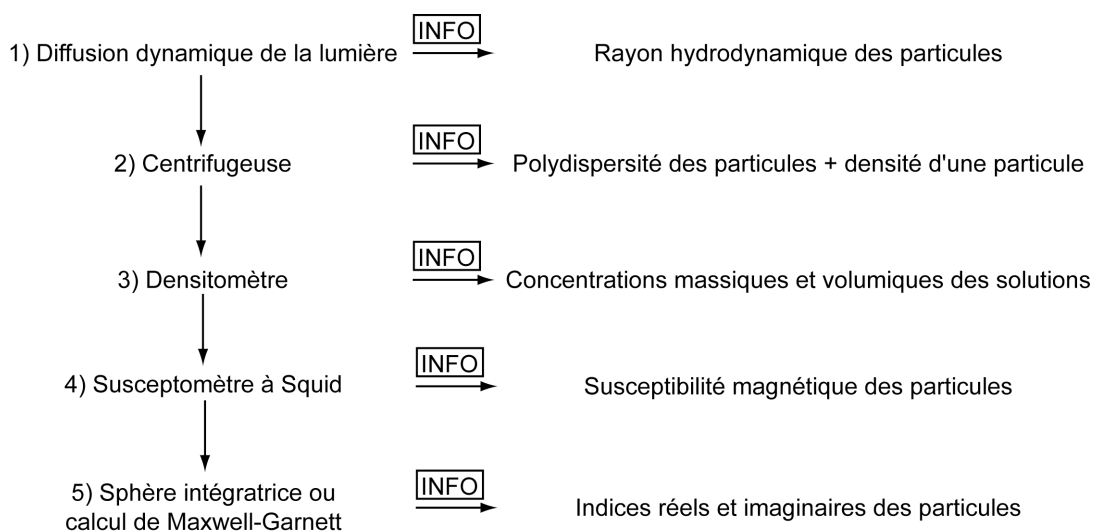 1) Diffusion dynamique de la lumière INFO Rayon hydrodynamique des particules
2) Centrifugeuse INFO Polydispersité des particules + densité d'une particule
3) Densitomètre INFO Concentrations massiques et volumiques des solutions
4) Susceptomètre à Squid INFO Susceptibilité magnétique des particules
5) Sphère intégratrice ou
calcul de Maxwell-Garnett INFO Indices réels et imaginaires des particules